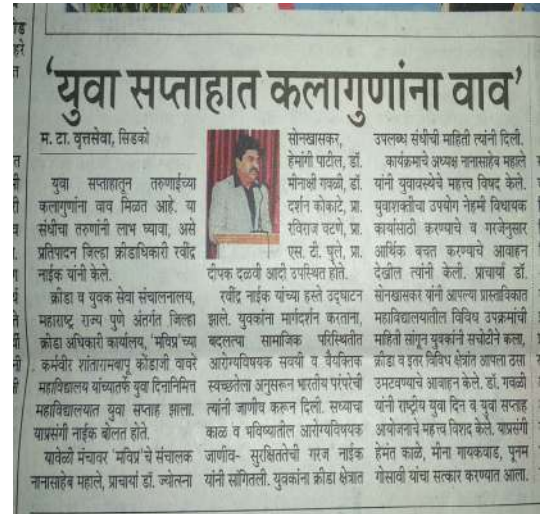 'युवा सप्ताहात कलागुणांना वाव'
म. टा. वृत्तसेवा, सिडको
युवा सप्ताहातून तरुणाईच्या
कलागुणांना वाव मिळत आहे. या
संधीचा तरुणांनी लाभ घ्यावा, असे
प्रतिपादन जिल्हा क्रीडाधिकारी रवींद्र
नाईक यांनी केले.
क्रीडा व युवक सेवा संचालनालय,
महाराष्ट्र राज्य पुणे अंतर्गत जिल्हा
क्रीडा अधिकारी कार्यालय, 'मविप्र'च्या
कर्मवीर शांतारामबापू कोंडाजी वावरे
महाविद्यालय यांच्यातर्फे युवा दिनानिमित्त
महाविद्यालयात युवा सप्ताह झाला.
याप्रसंगी नाईक बोलत होते.
यावेळी मंचावर 'मविप्र'चे संचालक
नानासाहेब महाले, प्राचार्या डॉ. ज्योत्स्ना
सोनखासकर,
हेमांगी पाटील, डॉ.
मीनाक्षी गवळी, डॉ.
दर्शन कोकाटे, प्रा.
रविराज वटणे, प्रा.
एस. टी. घुले, प्रा.
दीपक दळवी आदी उपस्थित होते.
रवींद्र नाईक यांच्या हस्ते उद्‌घाटन
झाले. युवकांना मार्गदर्शन करताना,
बदलत्या सामाजिक परिस्थितीत
आरोग्यविषयक सवयी व वैयक्तिक
स्वच्छतेला अनुसरून भारतीय परंपरेची
त्यांनी जाणीव करून दिली. सध्याचा
काळ व भविष्यातील आरोग्यविषयक
जाणीव- सुरक्षिततेची गरज नाईक
यांनी सांगितली. युवकांना क्रीडा क्षेत्रात
उपलब्ध संधीची माहिती त्यांनी दिली.
कार्यक्रमाचे अध्यक्ष नानासाहेब महाले
यांनी युवावस्थेचे महत्त्व विषद केले.
युवाशक्तीचा उपयोग नेहमी विधायक
कार्यासाठी करण्याचे व गरजेनुसार
आर्थिक बचत करण्याचे आवाहन
देखील त्यांनी केली. प्राचार्या डॉ.
सोनखासकर यांनी आपल्या प्रास्तविकात
महाविद्यालयातील विविध उपक्रमांची
माहिती सांगून युवकांनी सचोटीने कला,
क्रीडा व इतर विविध क्षेत्रांत आपला ठसा
उमटवण्याचे आवाहन केले. डॉ. गवळी
यांनी राष्ट्रीय युवा दिन व युवा सप्ताह
आयोजनाचे महत्त्व विशद केले. याप्रसंगी
हेमंत काळे, मीना गायकवाड, पूनम
गोसावी यांचा सत्कार करण्यात आला.